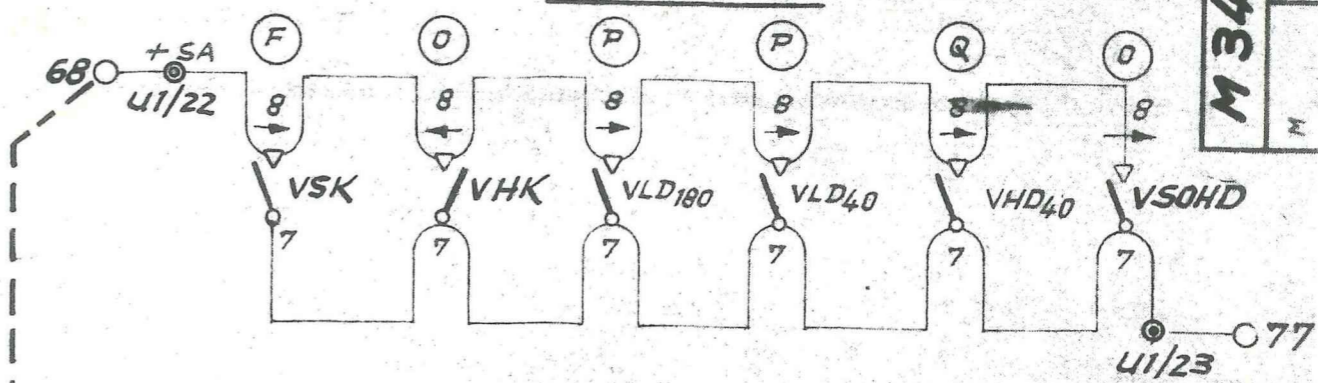 F O P P Q O
M 34
M
68 + SA
U1/22
8 8 8 8 8 8
VSK VHK VLD180 VLD40 VHD40 VSOHD
7 7 7 7 7 7
U1/23 77